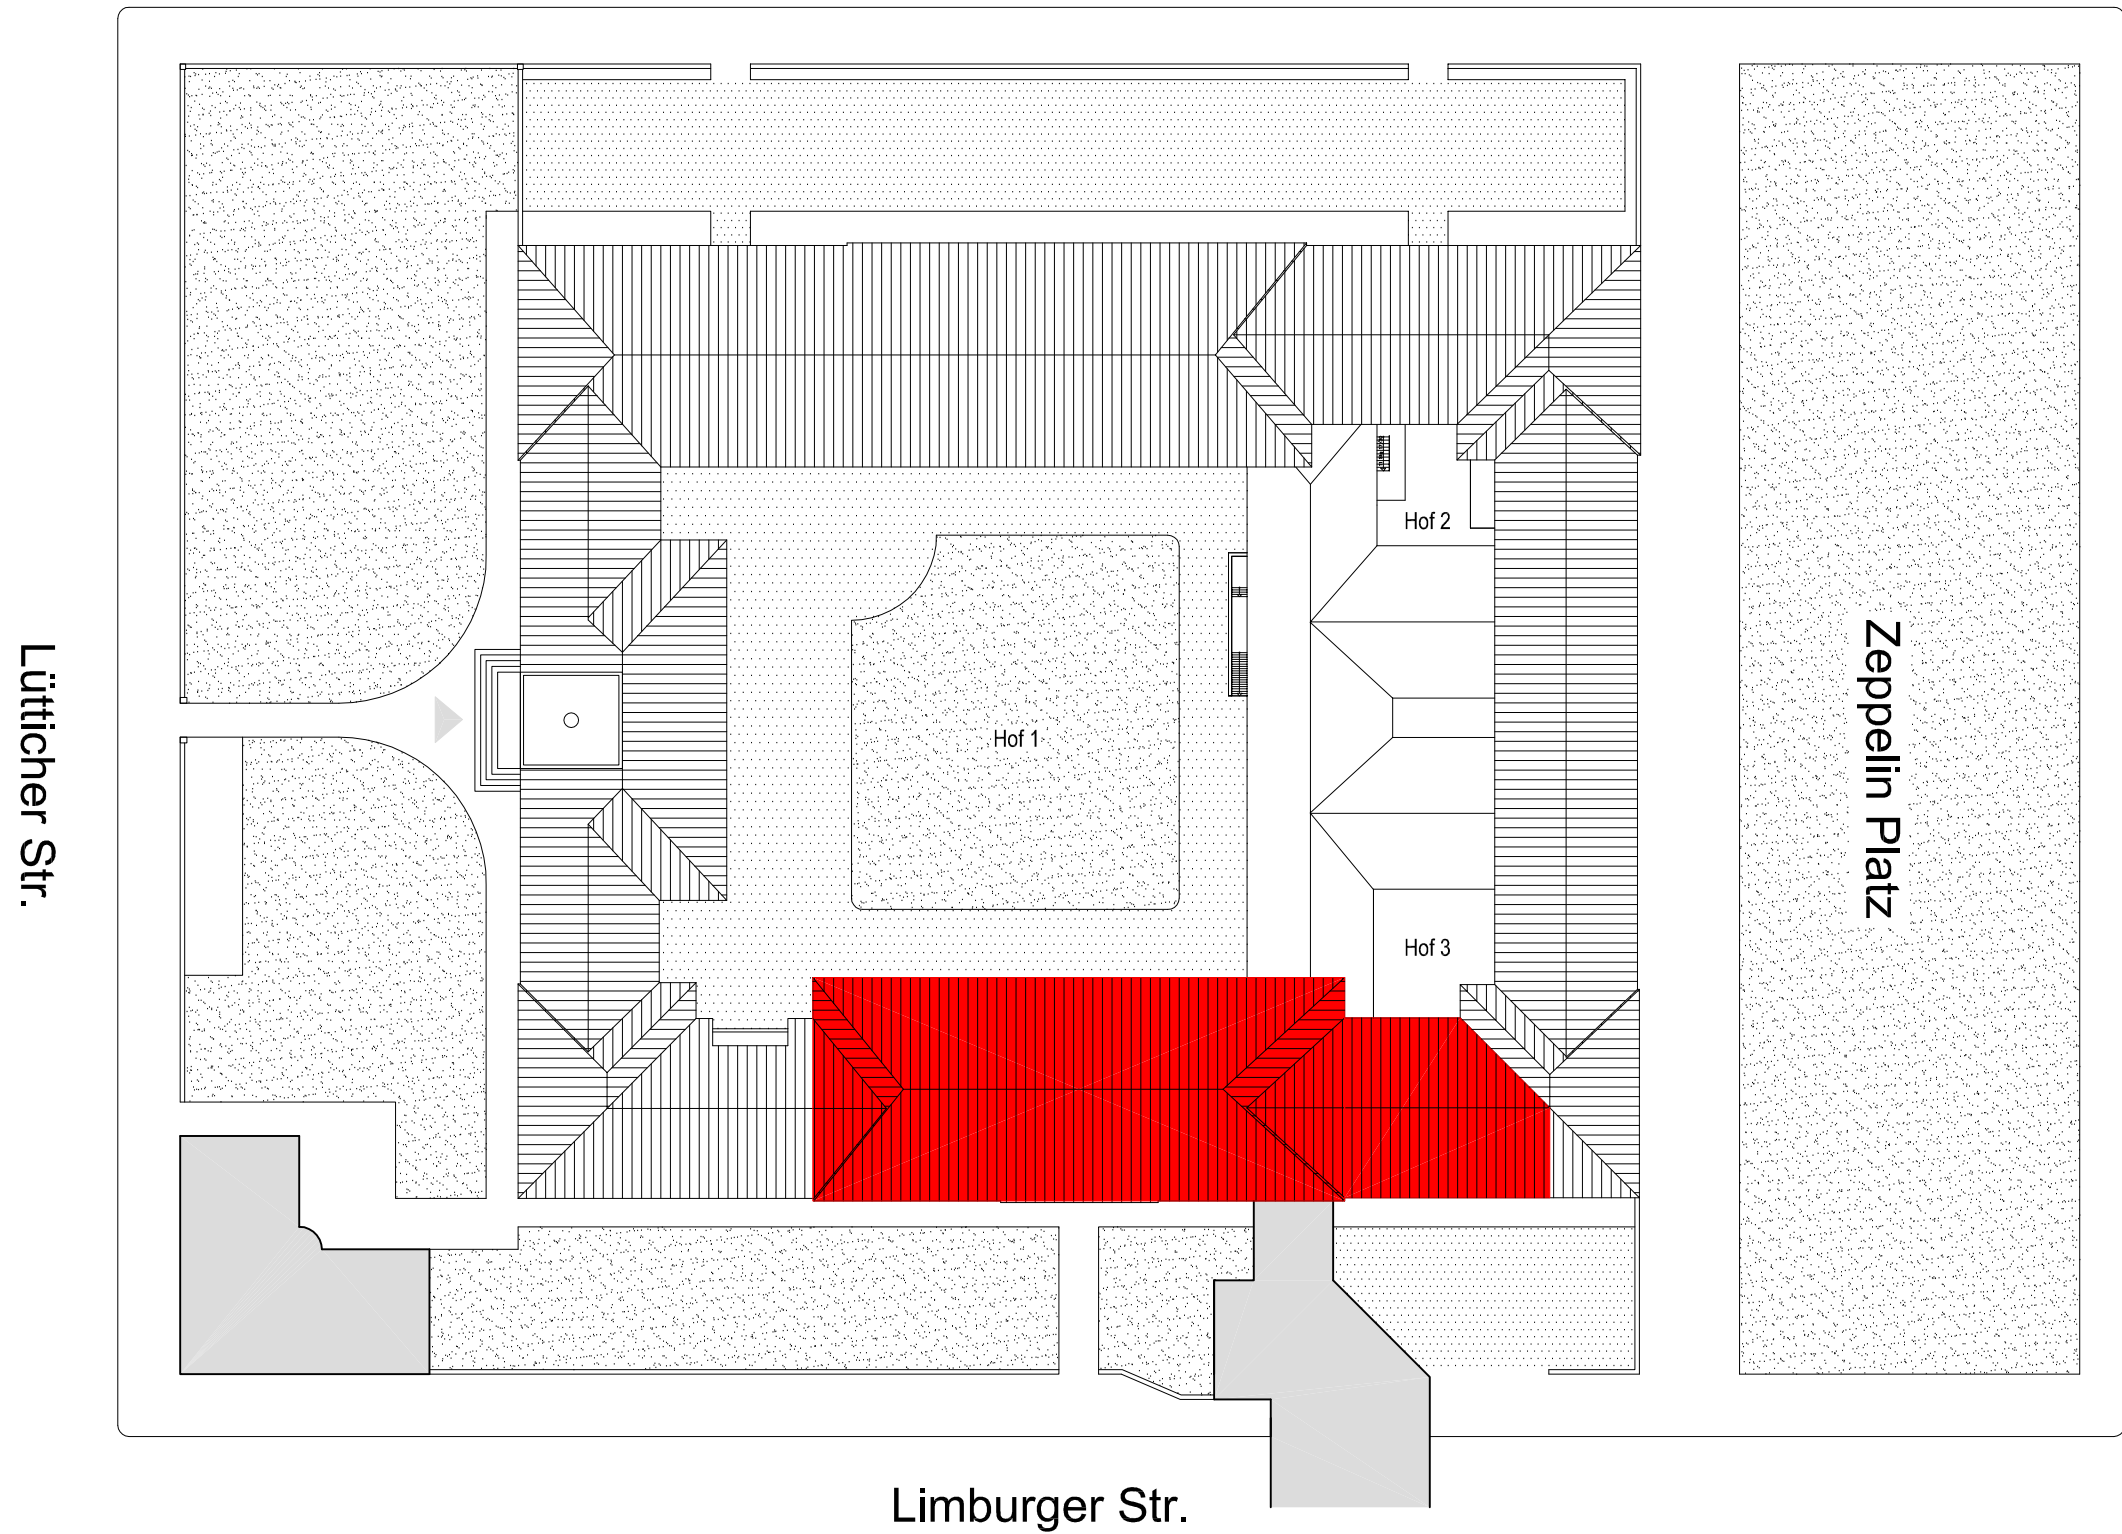 Hof 2
Lütticher Str.
Zeppelin Platz
Hof 1
Hof 3
Limburger Str.